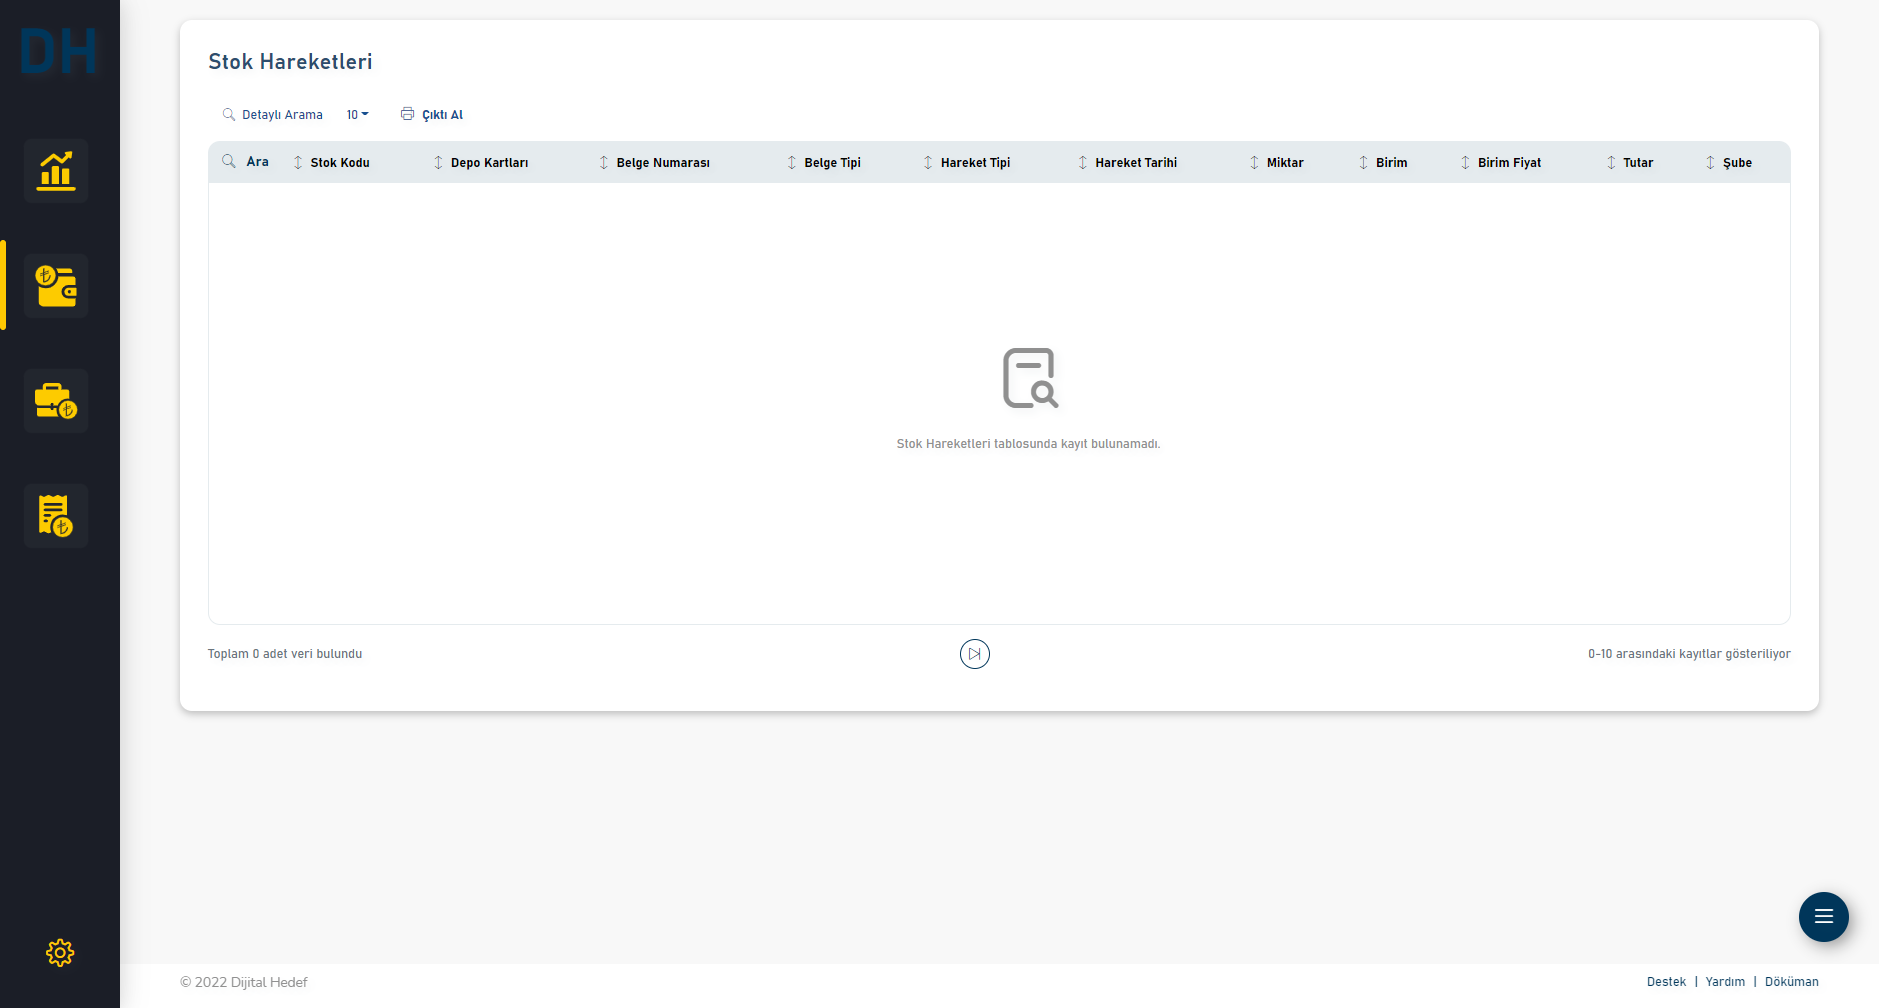 DH
Stok Hareketleri
Detaylı Arama 10 Çıktı Al
Ara Stok Kodu Depo Kartları Belge Numarası Belge Tipi Hareket Tipi Hareket Tarihi Miktar Birim Birim Fiyat Tutar Şube
Stok Hareketleri tablosunda kayıt bulunamadı.
Toplam 0 adet veri bulundu 0-10 arasındaki kayıtlar gösteriliyor
© 2022 Dijital Hedef Destek | Yardım | Döküman